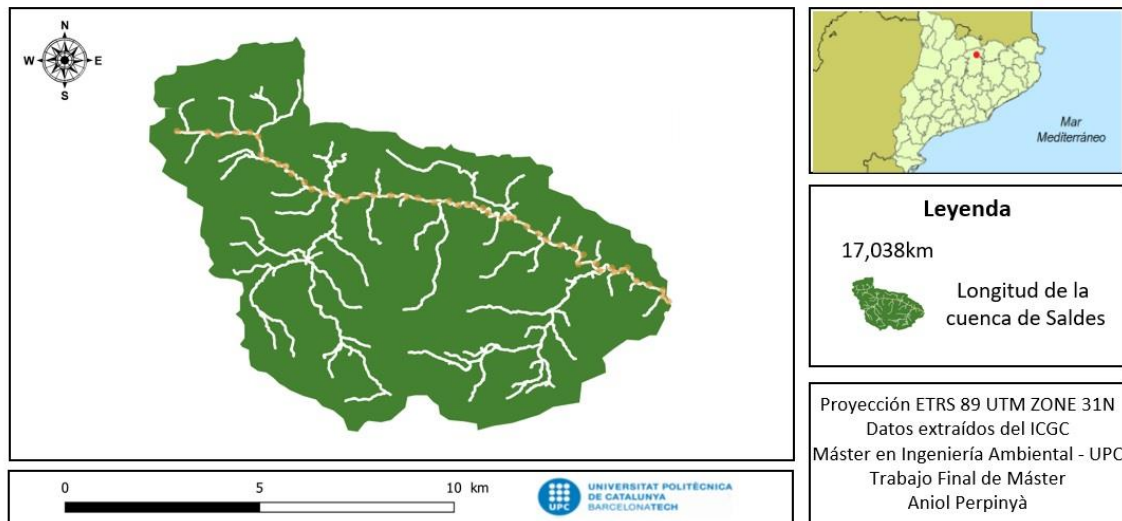 N
W
E
S
Mar
Mediterráneo
Leyenda
17,038km
Longitud de la
cuenca de Saldes
0
5
10 km
UPC
UNIVERSITAT POLITÈCNICA
DE CATALUNYA
BARCELONATECH
Proyección ETRS 89 UTM ZONE 31N
Datos extraídos del ICGC
Máster en Ingeniería Ambiental - UPC
Trabajo Final de Máster
Aniol Perpinyà